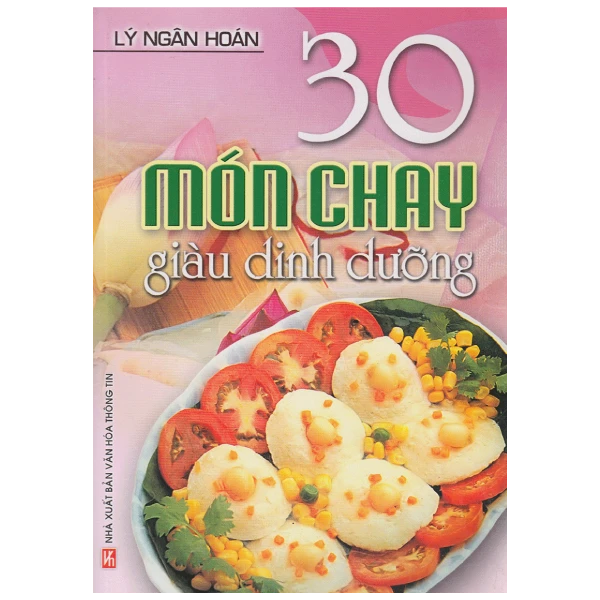 LÝ NGÂN HOÁN
30
MÓN CHAY
giàu dinh dưỡng
NHÀ XUẤT BẢN VĂN HÓA THÔNG TIN